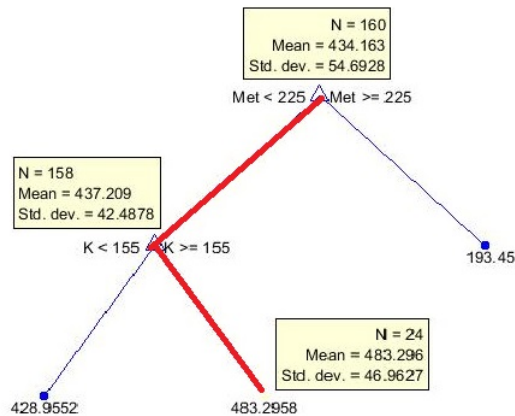 N = 160
Mean = 434.163
Std. dev. = 54.6928
Met < 225 Met >= 225
N = 158
Mean = 437.209
Std. dev. = 42.4878
K < 155 K >= 155
193.45
N = 24
Mean = 483.296
Std. dev. = 46.9627
428.9552 483.2958